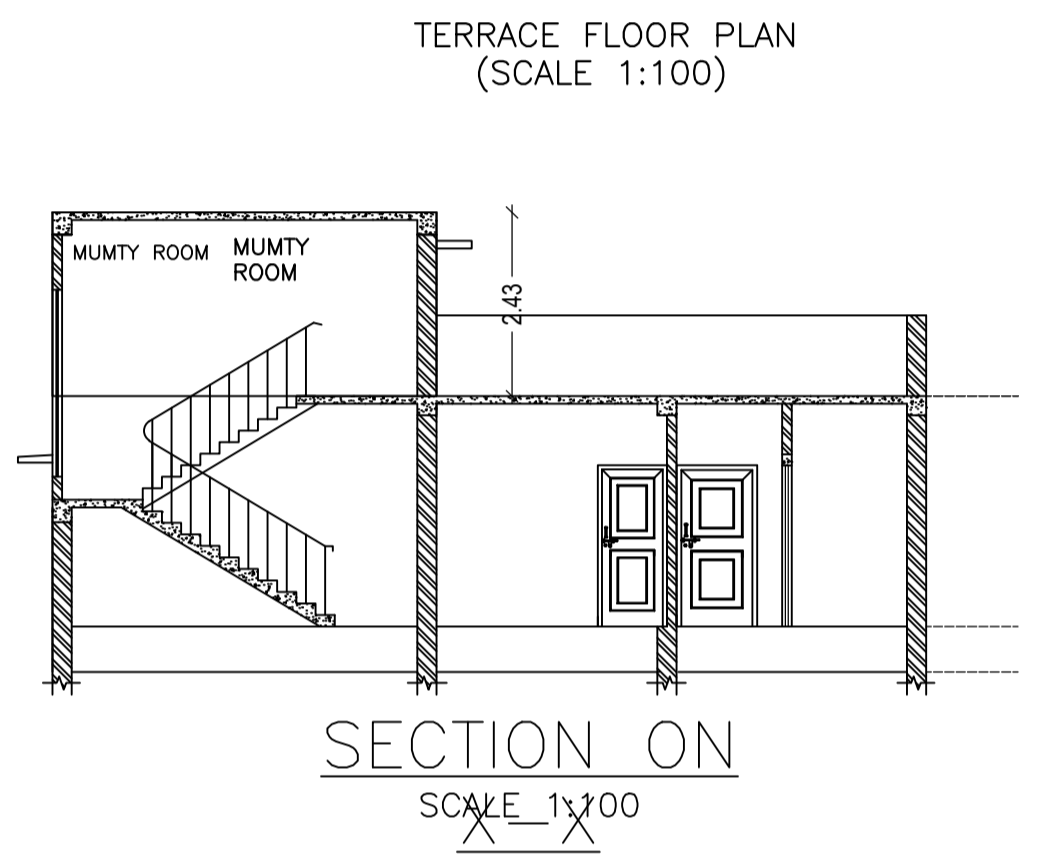 TERRACE FLOOR PLAN
(SCALE 1:100)
MUMTY ROOM
MUMTY
ROOM
2.43
SECTION ON
SCALE 1:100
X-X